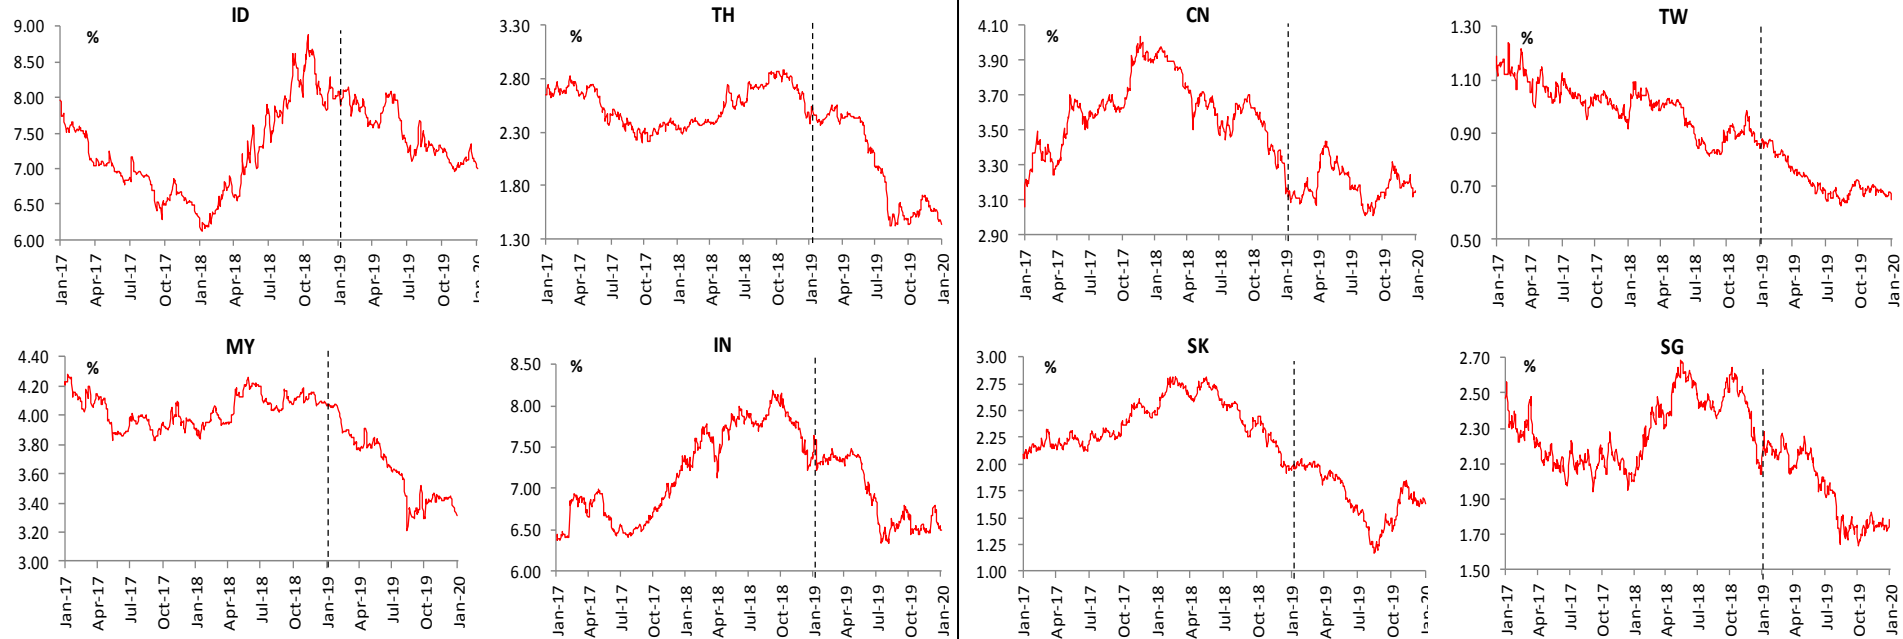 ID
%
9.00
8.50
8.00
7.50
7.00
6.50
6.00
Jan-17
Apr-17
Jul-17
Oct-17
Jan-18
Apr-18
Jul-18
Oct-18
Jan-19
Apr-19
Jul-19
Oct-19
TH
%
3.30
2.80
2.30
1.80
1.30
Jan-17
Apr-17
Jul-17
Oct-17
Jan-18
Apr-18
Jul-18
Oct-18
Jan-19
Apr-19
Jul-19
Oct-19
Jan-20
CN
%
4.10
3.90
3.70
3.50
3.30
3.10
2.90
Jan-17
Apr-17
Jul-17
Oct-17
Jan-18
Apr-18
Jul-18
Oct-18
Jan-19
Apr-19
Jul-19
Oct-19
Jan-20
TW
%
1.30
1.10
0.90
0.70
0.50
Jan-17
Apr-17
Jul-17
Oct-17
Jan-18
Apr-18
Jul-18
Oct-18
Jan-19
Apr-19
Jul-19
Oct-19
Jan-20
MY
%
4.40
4.20
4.00
3.80
3.60
3.40
3.20
3.00
Jan-17
Apr-17
Jul-17
Oct-17
Jan-18
Apr-18
Jul-18
Oct-18
Jan-19
Apr-19
Jul-19
Oct-19
Jan-20
IN
%
8.50
8.00
7.50
7.00
6.50
6.00
Jan-17
Apr-17
Jul-17
Oct-17
Jan-18
Apr-18
Jul-18
Oct-18
Jan-19
Apr-19
Jul-19
Oct-19
Jan-20
SK
%
3.00
2.75
2.50
2.25
2.00
1.75
1.50
1.25
1.00
Jan-17
Apr-17
Jul-17
Oct-17
Jan-18
Apr-18
Jul-18
Oct-18
Jan-19
Apr-19
Jul-19
Oct-19
Jan-20
SG
%
2.70
2.50
2.30
2.10
1.90
1.70
1.50
Jan-17
Apr-17
Jul-17
Oct-17
Jan-18
Apr-18
Jul-18
Oct-18
Jan-19
Apr-19
Jul-19
Oct-19
Jan-20